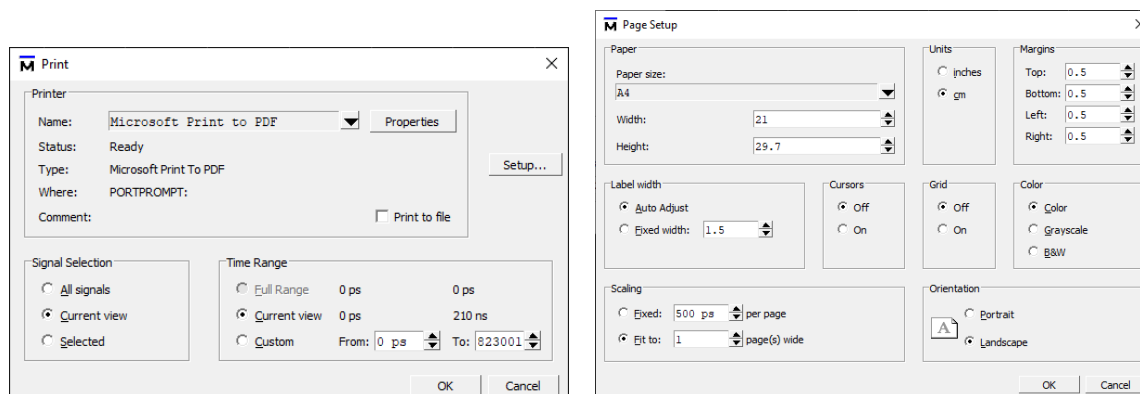 Print
Printer
Name: Microsoft Print to PDF Properties
Status: Ready
Type: Microsoft Print To PDF
Where: PORTPROMPT:
Comment: Print to file
Setup...
Signal Selection
All signals
Current view
Selected
Time Range
Full Range 0 ps 0 ps
Current view 0 ps 210 ns
Custom From: 0 ps To: 823001
OK Cancel
Page Setup
Paper
Paper size:
A4
Width: 21
Height: 29.7
Units
inches
cm
Margins
Top: 0.5
Bottom: 0.5
Left: 0.5
Right: 0.5
Label width
Auto Adjust
Fixed width: 1.5
Cursors
Off
On
Grid
Off
On
Color
Color
Grayscale
B&W
Scaling
Fixed: 500 ps per page
Fit to: 1 page(s) wide
Orientation
A
Portrait
Landscape
OK Cancel